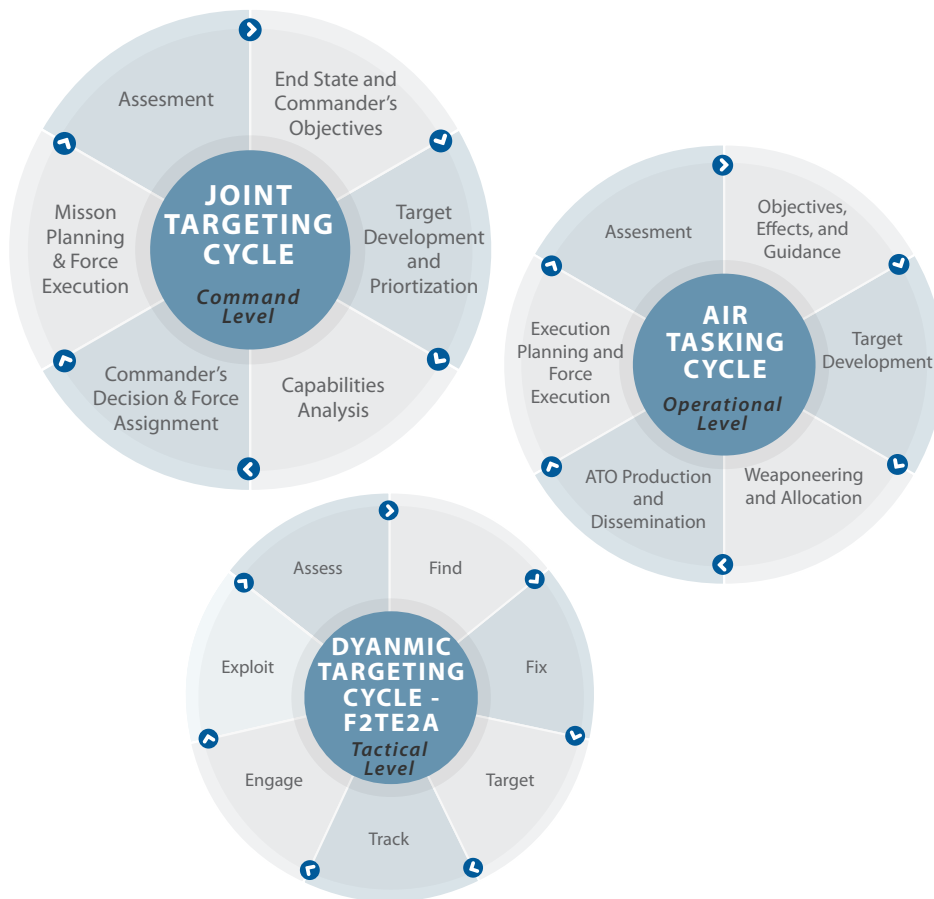 Assesment
End State and
Commander's
Objectives
Target
Development
and
Priortization
Capabilities
Analysis
Commander's
Decision & Force
Assignment
Misson
Planning
& Force
Execution
JOINT
TARGETING
CYCLE
Command
Level
Assesment
Objectives,
Effects, and
Guidance
Target
Development
Weaponeering
and Allocation
ATO Production
and
Dissemination
Execution
Planning and
Force
Execution
AIR
TASKING
CYCLE
Operational
Level
Assess
Find
Fix
Target
Track
Engage
Exploit
DYANMIC
TARGETING
CYCLE -
F2TE2A
Tactical
Level